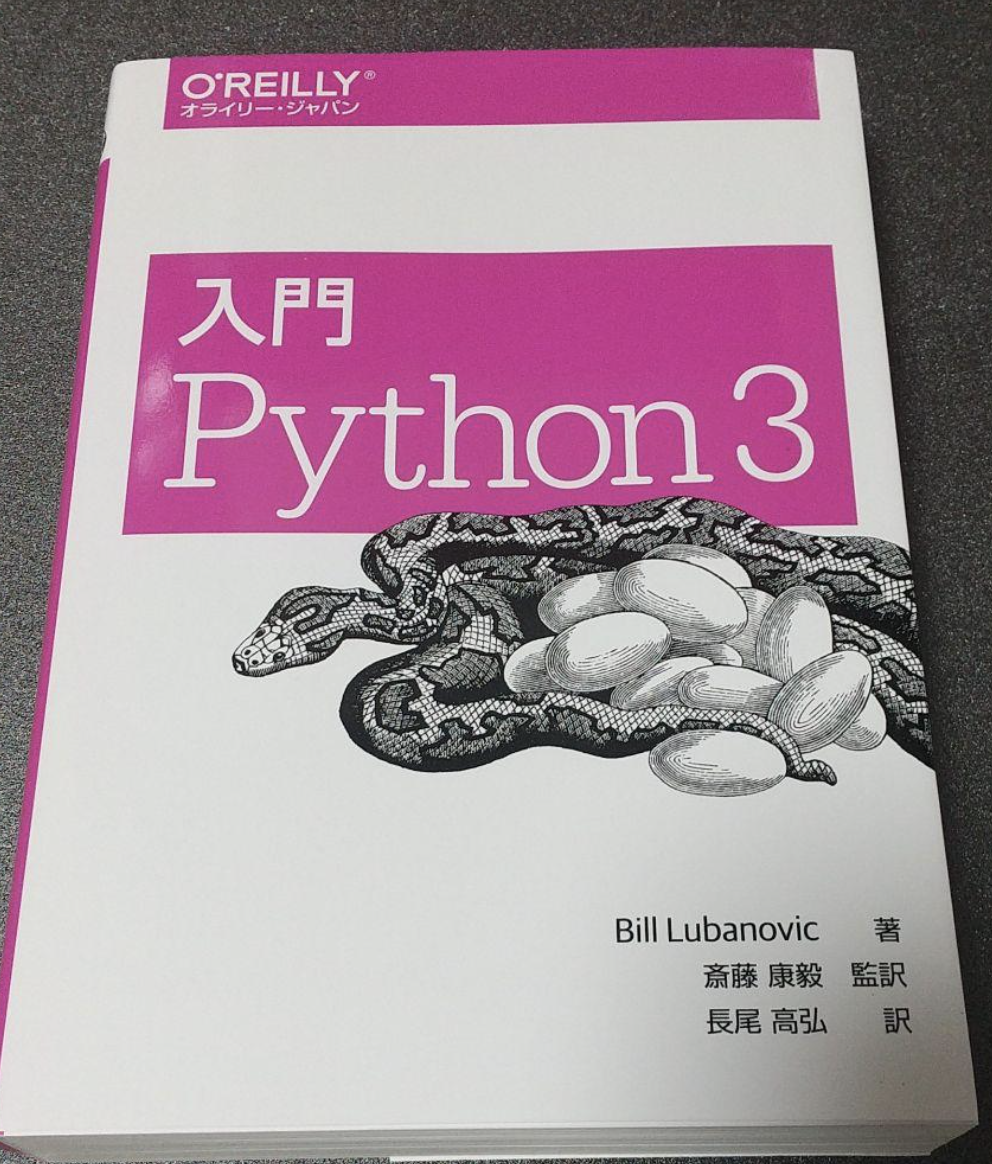 O'REILLY®
オライリー・ジャパン
入門
Python 3
Bill Lubanovic 著
斎藤 康毅 監訳
長尾 高弘 訳